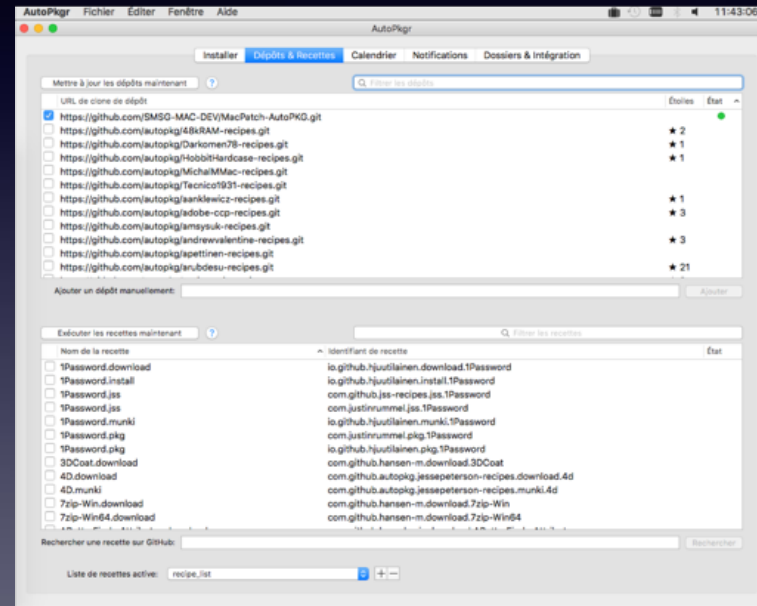 AutoPkgr Fichier Éditer Fenêtre Aide 11:43:06
AutoPkgr
Installer Dépôts & Recettes Calendrier Notifications Dossiers & Intégration
Mettre à jour les dépôts maintenant ? Filtrer les dépôts
URL de clone de dépôt Étoiles État
https://github.com/SMSG-MAC-DEV/MacPatch-AutoPKG.git
https://github.com/autopkg/48kRAM-recipes.git ★ 2
https://github.com/autopkg/Darkomen78-recipes.git ★ 1
https://github.com/autopkg/HobbitHardcase-recipes.git ★ 1
https://github.com/autopkg/MichalMMac-recipes.git
https://github.com/autopkg/Tecnico1931-recipes.git
https://github.com/autopkg/aanklewicz-recipes.git ★ 1
https://github.com/autopkg/adobe-ccp-recipes.git ★ 3
https://github.com/autopkg/amsysuk-recipes.git
https://github.com/autopkg/andrewvalentine-recipes.git ★ 3
https://github.com/autopkg/apettinen-recipes.git
https://github.com/autopkg/arubdesu-recipes.git ★ 21
Ajouter un dépôt manuellement: Ajouter
Exécuter les recettes maintenant ? Filtrer les recettes
Nom de la recette Identifiant de recette État
1Password.download io.github.hjuutilainen.download.1Password
1Password.install io.github.hjuutilainen.install.1Password
1Password.jss com.github.jss-recipes.jss.1Password
1Password.jss com.justinrummel.jss.1Password
1Password.munki io.github.hjuutilainen.munki.1Password
1Password.pkg com.justinrummel.pkg.1Password
1Password.pkg io.github.hjuutilainen.pkg.1Password
3DCoat.download com.github.hansen-m.download.3DCoat
4D.download com.github.autopkg.jessepeterson-recipes.download.4d
4D.munki com.github.autopkg.jessepeterson-recipes.munki.4d
7zip-Win.download com.github.hansen-m.download.7zip-Win
7zip-Win64.download com.github.hansen-m.download.7zip-Win64
Rechercher une recette sur GitHub: Rechercher
Liste de recettes active: recipe_list + −